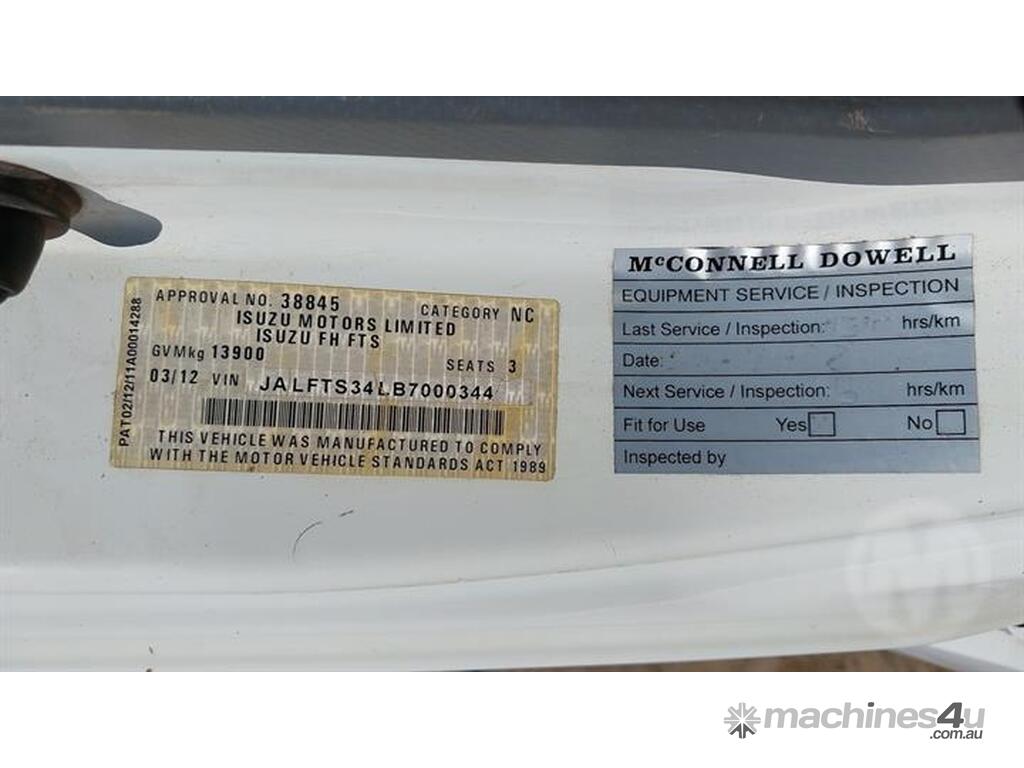 PAT02/12/11A00014288
APPROVAL NO. 38845 CATEGORY NC
ISUZU MOTORS LIMITED
ISUZU FH FTS
GVMkg 13900 SEATS 3
03/12 VIN JALFTS34LB7000344
THIS VEHICLE WAS MANUFACTURED TO COMPLY
WITH THE MOTOR VEHICLE STANDARDS ACT 1989
McCONNELL DOWELL
EQUIPMENT SERVICE / INSPECTION
Last Service / Inspection: hrs/km
Date:
Next Service / Inspection: hrs/km
Fit for Use Yes No
Inspected by
machines4u
.com.au